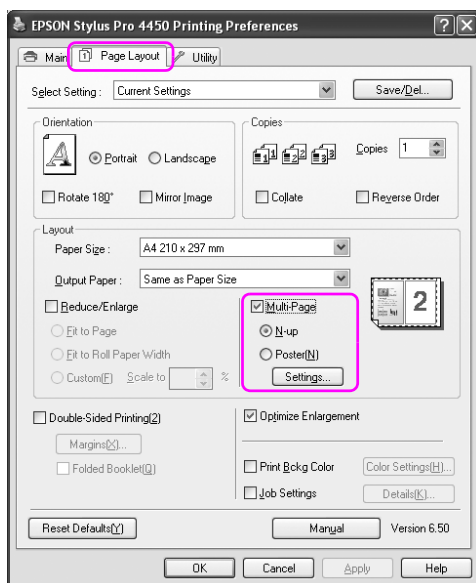 EPSON Stylus Pro 4450 Printing Preferences
Main Page Layout Utility
Select Setting : Current Settings Save/Del...
Orientation Copies
Portrait Landscape Copies 1
Rotate 180° Mirror Image Collate Reverse Order
Layout
Paper Size : A4 210 x 297 mm
Output Paper : Same as Paper Size
Reduce/Enlarge Multi-Page 2
Fit to Page N-up
Fit to Roll Paper Width Poster(N)
Custom(F) Scale to % Settings...
Double-Sided Printing(2) Optimize Enlargement
Margins(X)...
Folded Booklet(Q) Print Bckg Color Color Settings(H)...
Job Settings Details(K)...
Reset Defaults(Y) Manual Version 6.50
OK Cancel Apply Help